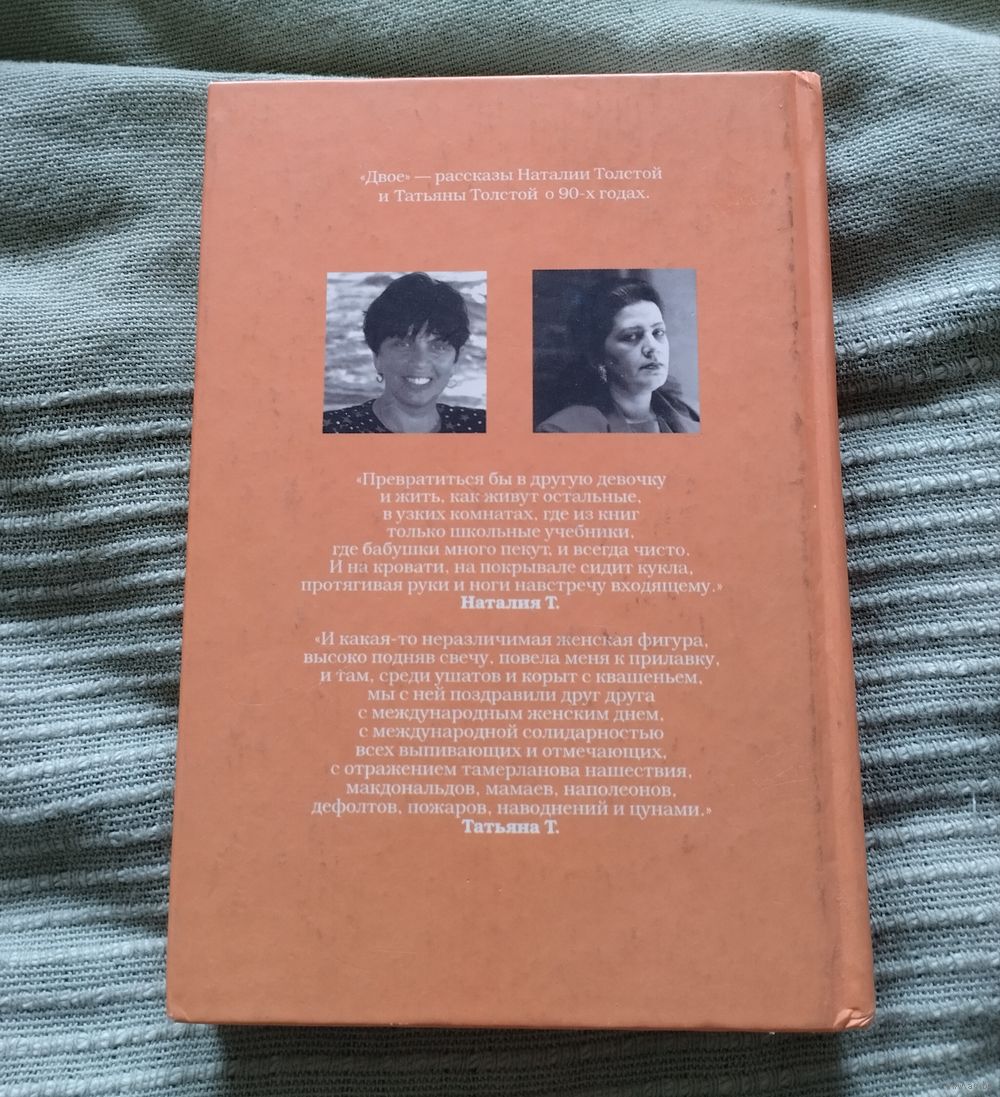 «Двое» — рассказы Наталии Толстой
и Татьяны Толстой о 90-х годах.
«Превратиться бы в другую девочку
и жить, как живут остальные,
в узких комнатах, где из книг
только школьные учебники,
где бабушки много пекут, и всегда чисто.
И на кровати, на покрывале сидит кукла,
протягивая руки и ноги навстречу входящему.»
Наталия Т.
«И какая-то неразличимая женская фигура,
высоко подняв свечу, повела меня к прилавку,
и там, среди ушатов и корыт с квашеньем,
мы с ней поздравили друг друга
с международным женским днем,
с международной солидарностью
всех выпивающих и отмечающих,
с отражением тамерланова нашествия,
макдональдов, мамаев, наполеонов,
дефолтов, пожаров, наводнений и цунами.»
Татьяна Т.